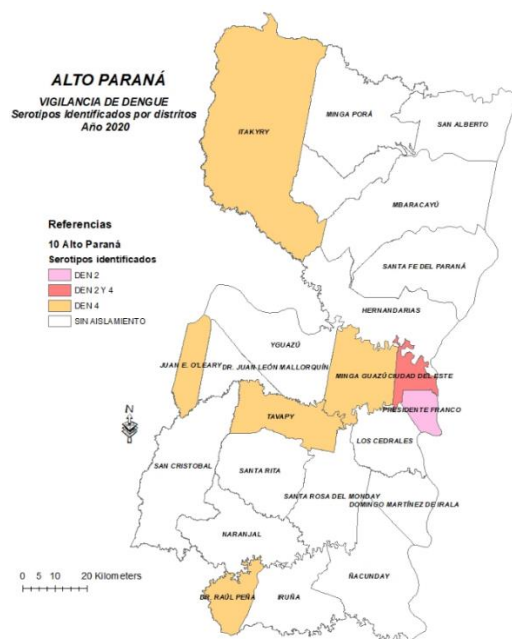 ALTO PARANÁ
VIGILANCIA DE DENGUE
Serotipos Identificados por distritos
Año 2020
ITAKYRY
MINGA PORÁ
SAN ALBERTO
MBARACAYÚ
Referencias
10 Alto Paraná
Serotipos identificados
DEN 2
DEN 2 Y 4
DEN 4
SIN AISLAMIENTO
SANTA FE DEL PARANÁ
HERNANDARIAS
YGUAZÚ
JUAN E. O'LEARY
DR. JUAN LEÓN MALLORQUÍN
MINGA GUAZÚ
CIUDAD DEL ESTE
PRESIDENTE FRANCO
TAVAPY
N
LOS CEDRALES
SAN CRISTOBAL
SANTA RITA
SANTA ROSA DEL MONDAY
DOMINGO MARTÍNEZ DE IRALA
NARANJAL
ÑACUNDAY
DR. RAÚL PEÑA
IRUÑA
0 5 10 20 Kilometers